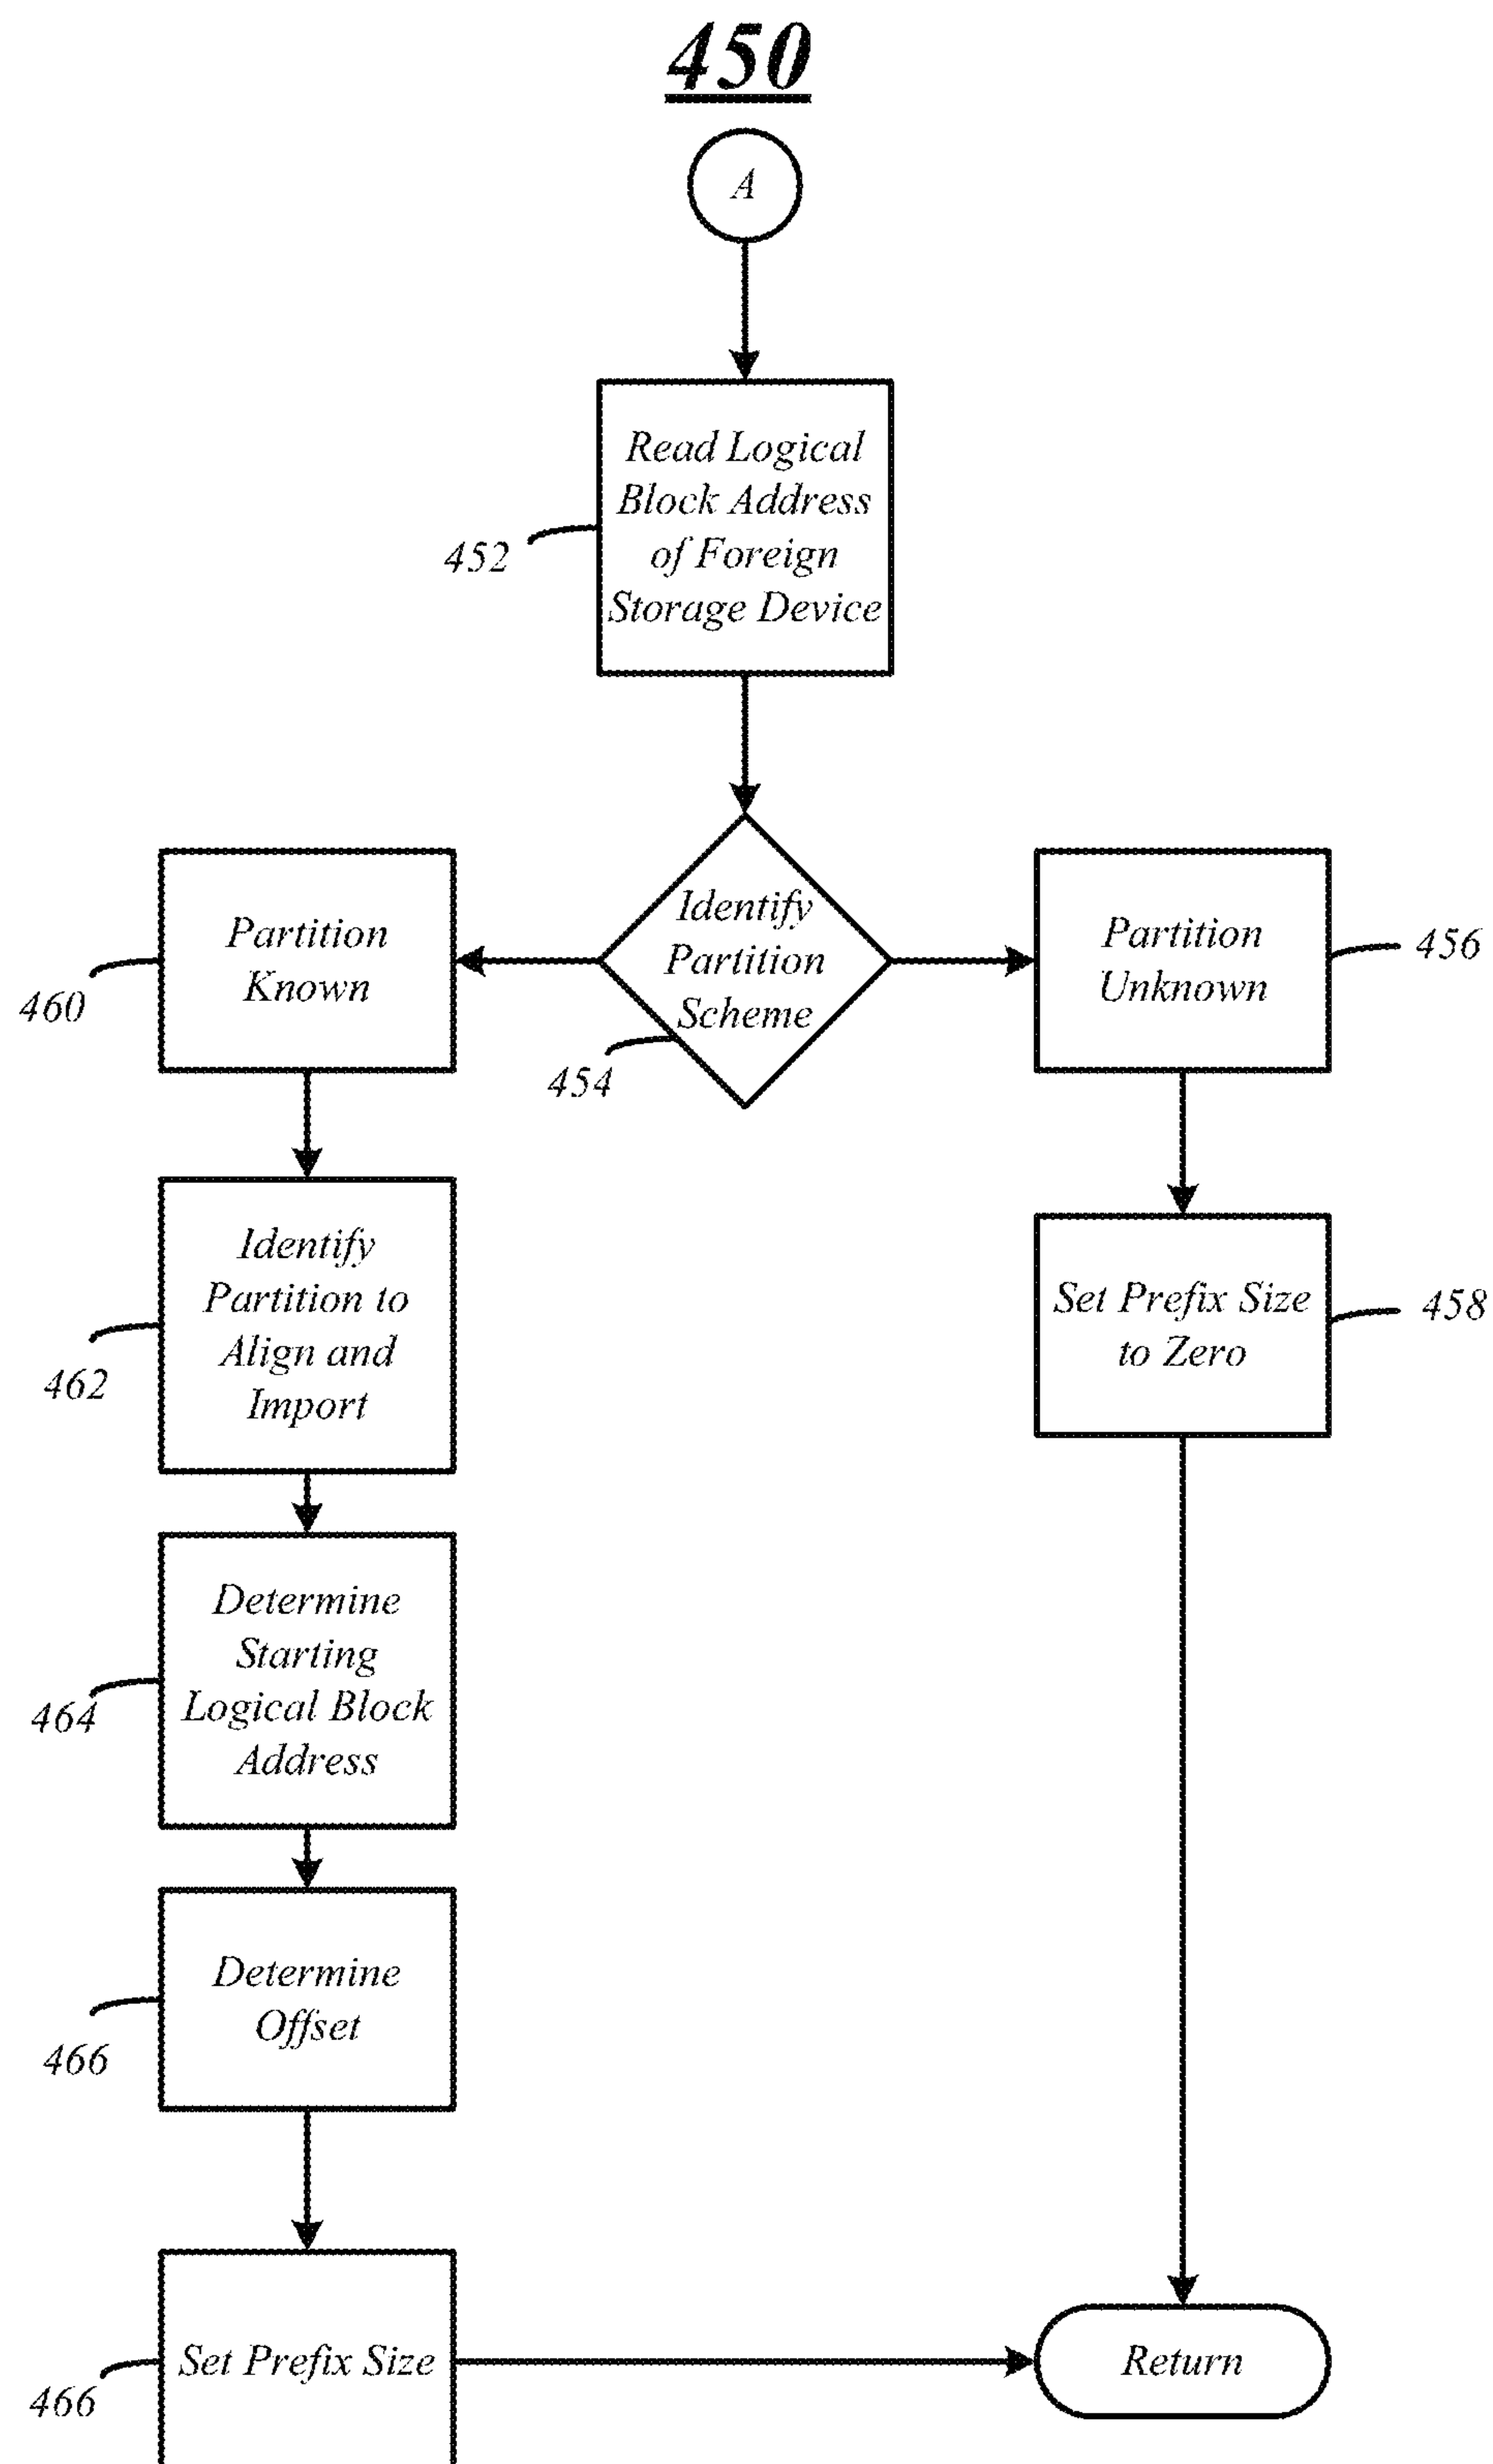 450
A
Read Logical
Block Address
of Foreign
Storage Device
452
Identify
Partition
Scheme
454
Partition
Known
460
Partition
Unknown
456
Identify
Partition to
Align and
Import
462
Set Prefix Size
to Zero
458
Determine
Starting
Logical Block
Address
464
Determine
Offset
466
Set Prefix Size
466
Return